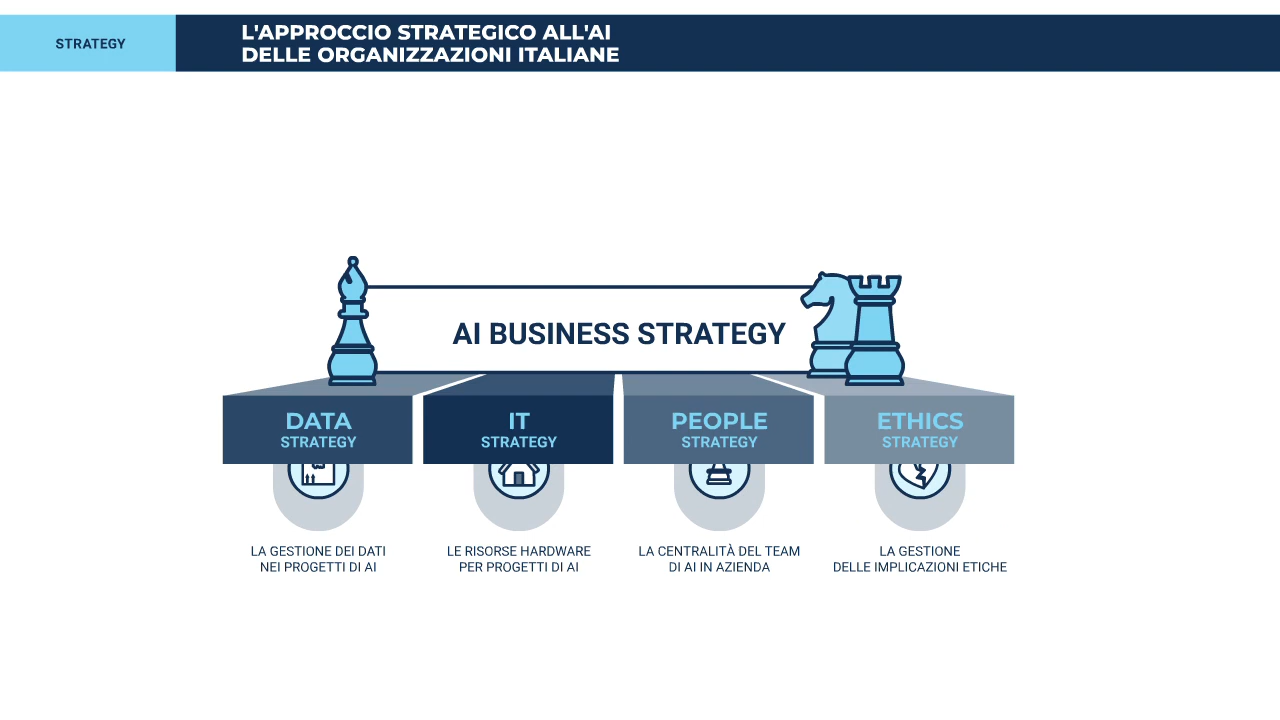 STRATEGY
L'APPROCCIO STRATEGICO ALL'AI
DELLE ORGANIZZAZIONI ITALIANE
AI BUSINESS STRATEGY
DATA
STRATEGY
IT
STRATEGY
PEOPLE
STRATEGY
ETHICS
STRATEGY
LA GESTIONE DEI DATI
NEI PROGETTI DI AI
LE RISORSE HARDWARE
PER PROGETTI DI AI
LA CENTRALITÀ DEL TEAM
DI AI IN AZIENDA
LA GESTIONE
DELLE IMPLICAZIONI ETICHE